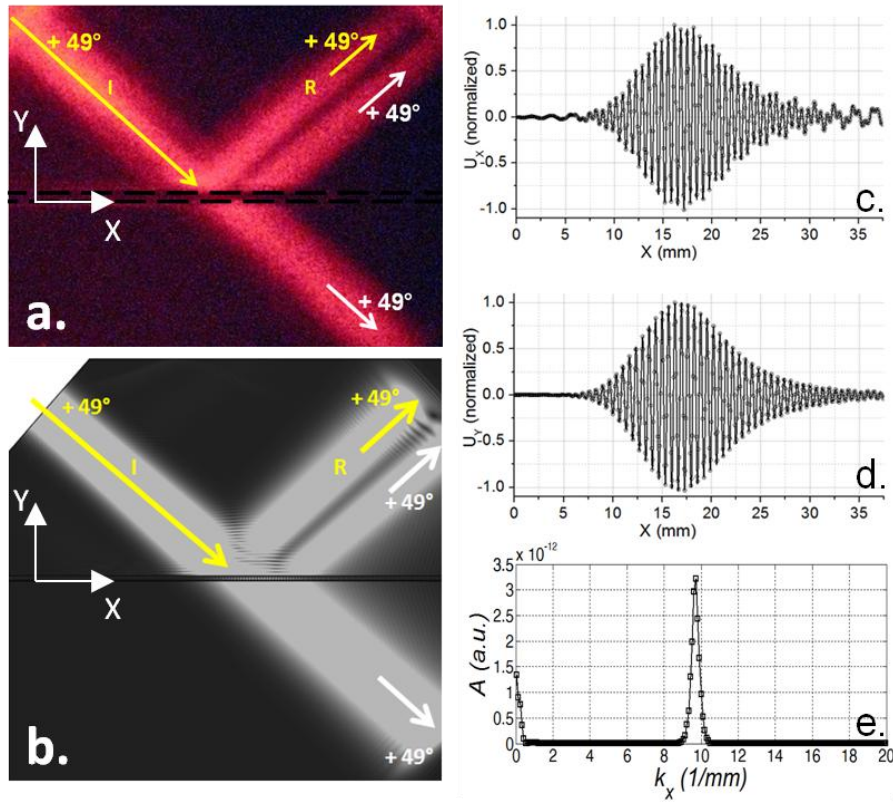 + 49°
I
+ 49°
R
+ 49°
Y
X
+ 49°
a.
+ 49°
I
+ 49°
R
+ 49°
Y
X
+ 49°
b.
1.0
0.5
0.0
-0.5
-1.0
U_X (normalized)
0 5 10 15 20 25 30 35
X (mm)
c.
1.0
0.5
0.0
-0.5
-1.0
U_Y (normalized)
0 5 10 15 20 25 30 35
X (mm)
d.
x 10^-12
3.5
3
2.5
2
1.5
1
0.5
0
A (a.u.)
0 2 4 6 8 10 12 14 16 18 20
k_x (1/mm)
e.